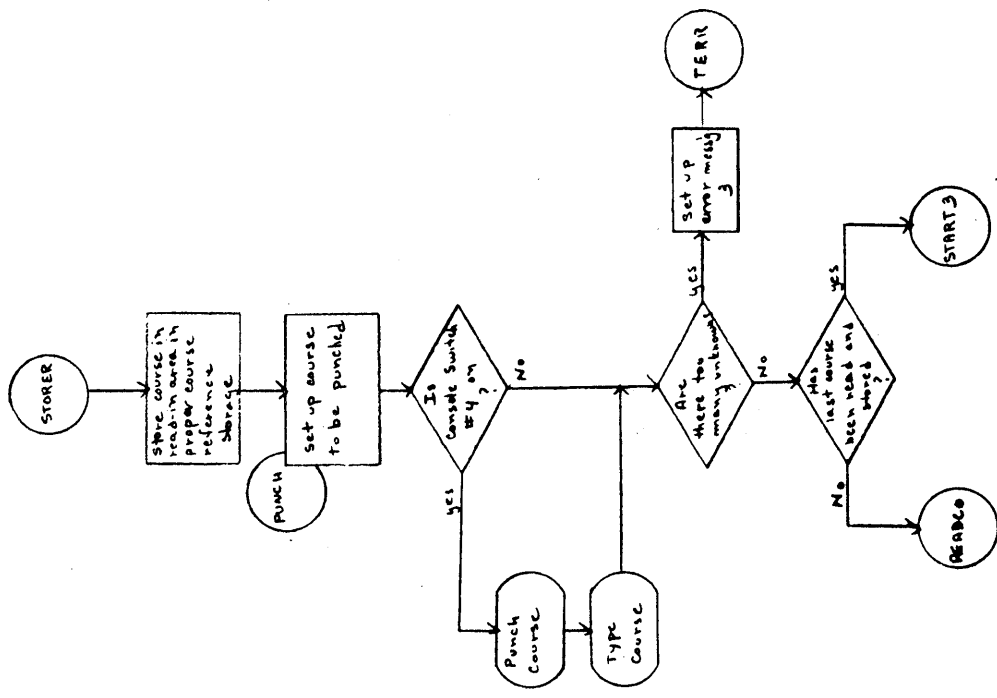 STORER
Store course in
read-in area in
proper course
reference
storage
PUNCH
Set up course
to be punched
Is
Console Switch
#4 on
?
yes
No
Punch
Course
Type
Course
Are
there too
many unknowns
?
yes
Set up
error messg
3
TERR
No
Has
last course
been read and
stored
?
yes
START3
No
READCO